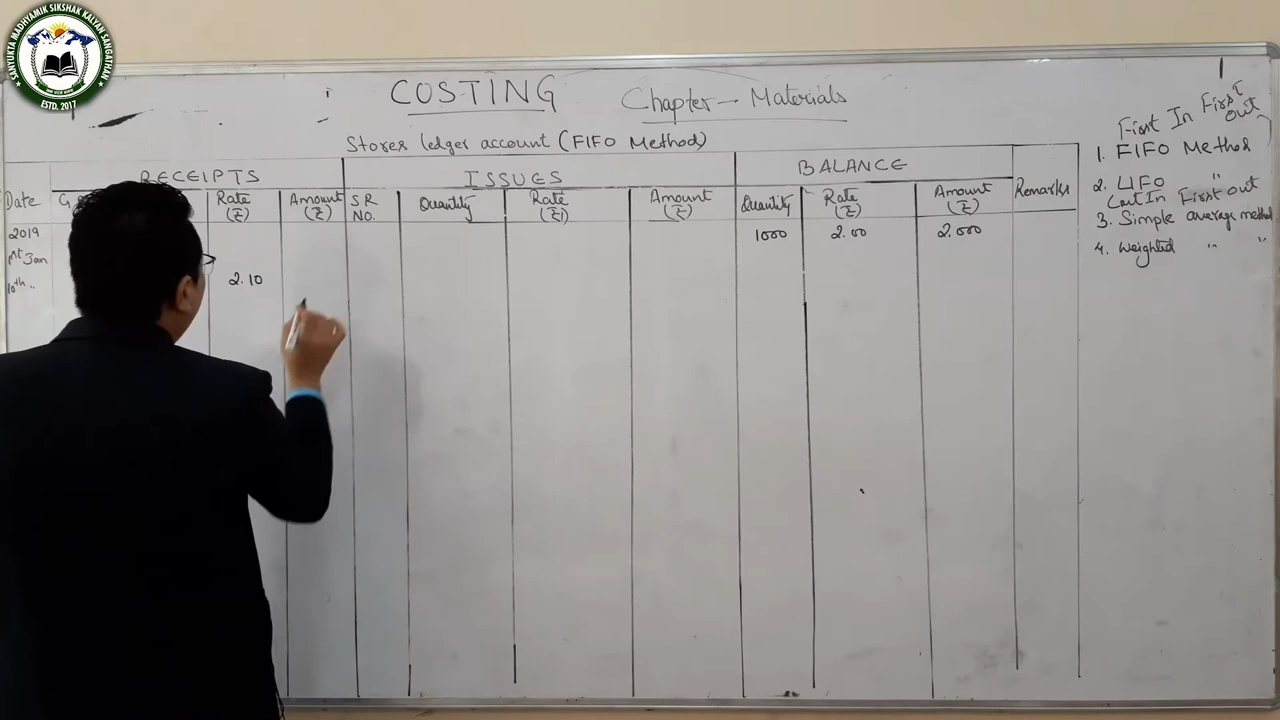 SANYUKTA MADHYAMIK SIKSHAK KALYAN SANGATHAN
ESTD. 2017
COSTING Chapter - Materials
Stores ledger account (FIFO Method)
RECEIPTS ISSUES BALANCE
Date G Rate (₹) Amount (₹) S R NO. Quantity Rate (₹) Amount (₹) Quantity Rate (₹) Amount (₹) Remarks
2019 1000 2.00 2.000
1st Jan
10th " 2.10
First In First Out
1. FIFO Method
2. LIFO "
Last In First out
3. Simple average method
4. Weighted " "